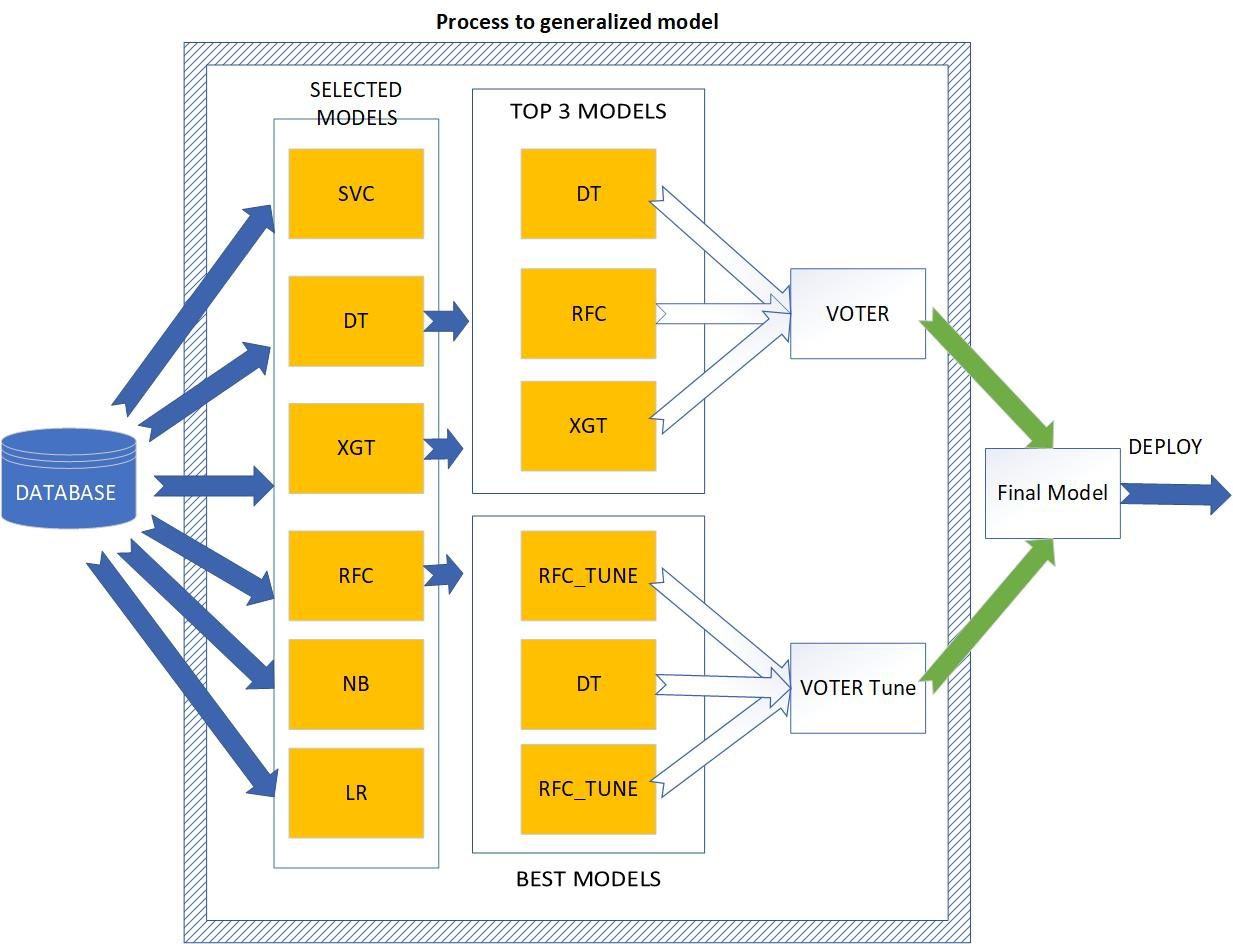 Process to generalized model
SELECTED
MODELS
SVC
DT
XGT
RFC
NB
LR
TOP 3 MODELS
DT
RFC
XGT
RFC_TUNE
DT
RFC_TUNE
BEST MODELS
VOTER
VOTER Tune
DATABASE
Final Model
DEPLOY